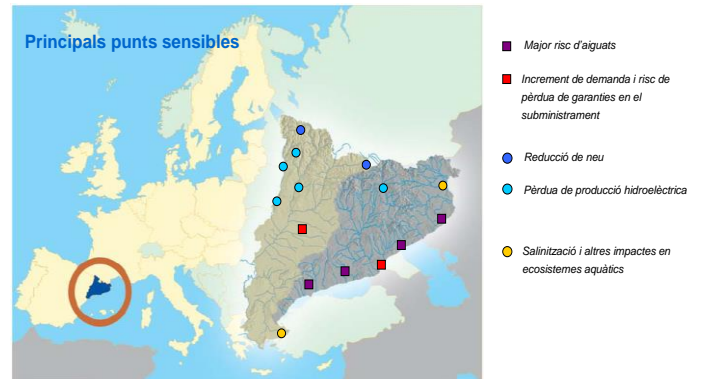 Principals punts sensibles
Major risc d'aiguats
Increment de demanda i risc de
pèrdua de garanties en el
subministrament
Reducció de neu
Pèrdua de producció hidroelèctrica
Salinització i altres impactes en
ecosistemes aquàtics